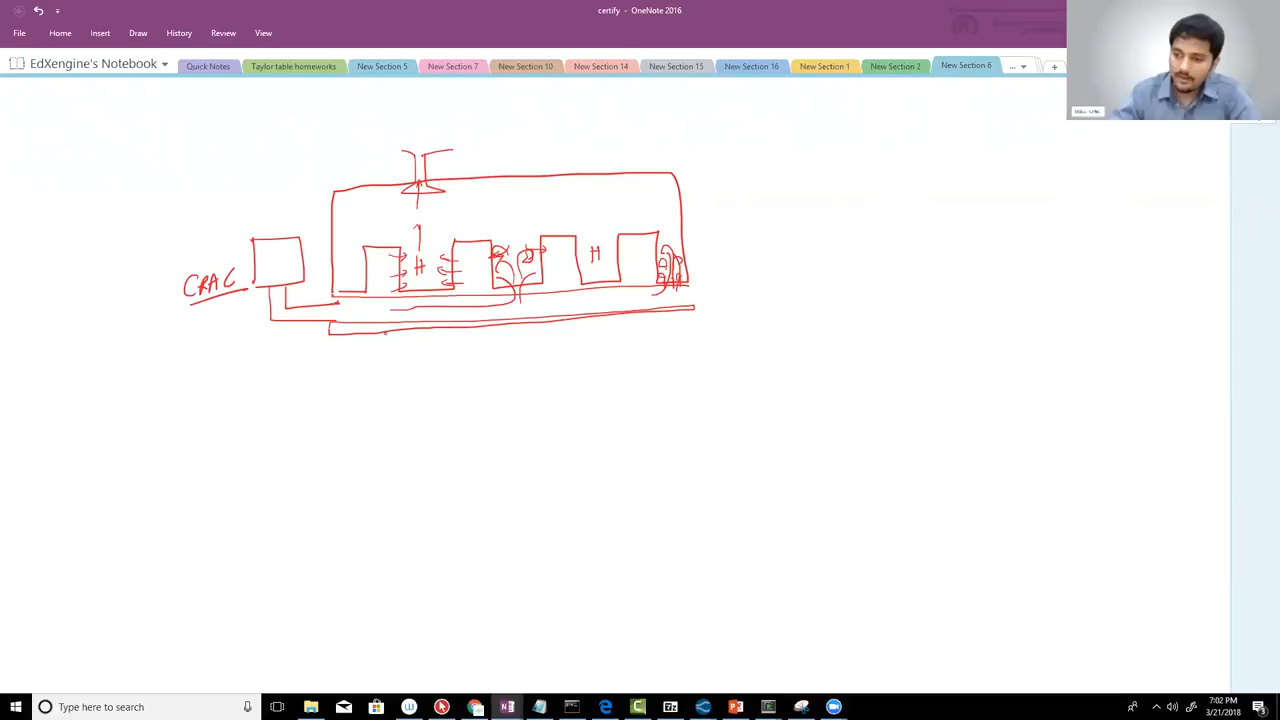 certify - OneNote 2016
File Home Insert Draw History Review View
EdXengine's Notebook
Quick Notes Taylor table homeworks New Section 5 New Section 7 New Section 10 New Section 14 New Section 15 New Section 16 New Section 1 New Section 2 New Section 6 ...
CRAC
H
H
Type here to search
7:02 PM
3/21/2018